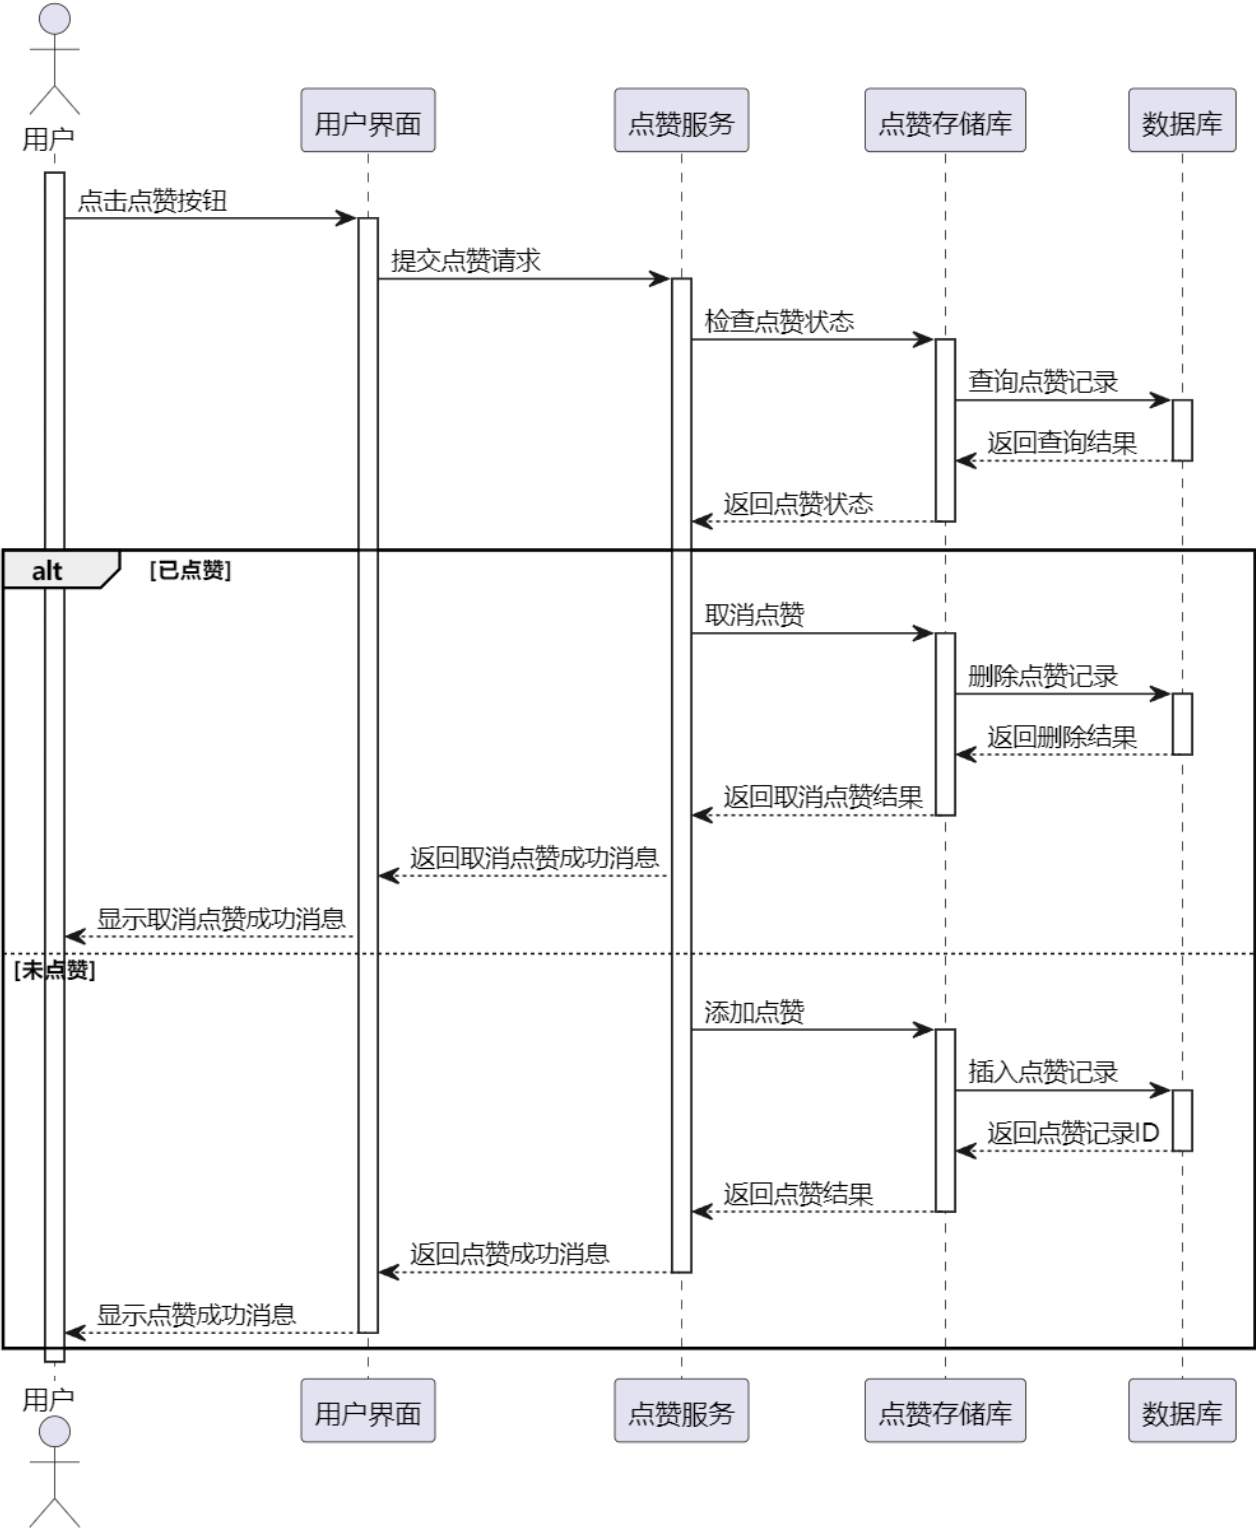 用户
用户界面
点赞服务
点赞存储库
数据库
点击点赞按钮
提交点赞请求
检查点赞状态
查询点赞记录
返回查询结果
返回点赞状态
alt [已点赞]
取消点赞
删除点赞记录
返回删除结果
返回取消点赞结果
返回取消点赞成功消息
显示取消点赞成功消息
[未点赞]
添加点赞
插入点赞记录
返回点赞记录ID
返回点赞结果
返回点赞成功消息
显示点赞成功消息
用户
用户界面
点赞服务
点赞存储库
数据库